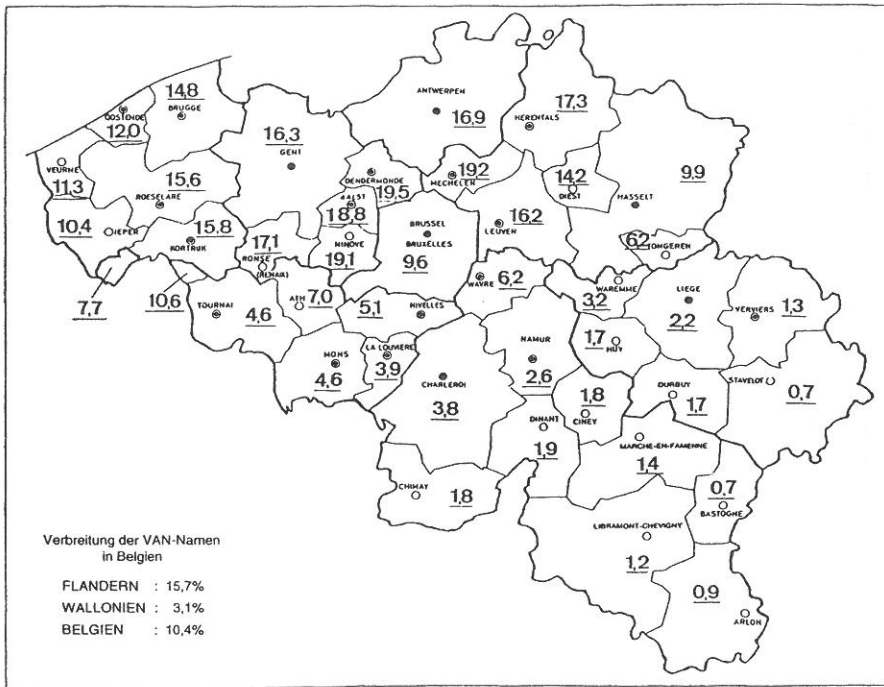 14,8
BRUGGE
OOSTENDE
12,0
ANTWERPEN
16,9
17,3
HERENTALS
16,3
GENT
VEURNE
11,3
15,6
ROESELARE
DENDERMONDE
19,5
19,2
MECHELEN
14,2
DIEST
9,9
HASSELT
10,4
IEPER
15,8
KORTRIJK
AALST
18,8
NINOVE
19,1
BRUSSEL
BRUXELLES
9,6
16,2
LEUVEN
6,2
TONGEREN
17,1
RONSE
(RENAIX)
7,7
10,6
TOURNAI
4,6
ATH
7,0
5,1
NIVELLES
WAVRE
6,2
WAREMME
3,2
LIEGE
2,2
VERVIERS
1,3
MONS
4,6
LA LOUVIERE
3,9
CHARLEROI
3,8
NAMUR
2,6
1,7
HUY
1,8
CINEY
DURBUY
1,7
STAVELOT
0,7
DINANT
1,9
MARCHE-EN-FAMENNE
1,4
CHIMAY
1,8
0,7
BASTOGNE
LIBRAMONT-CHEVIGNY
1,2
0,9
ARLON
Verbreitung der VAN-Namen
in Belgien
FLANDERN : 15,7%
WALLONIEN : 3,1%
BELGIEN : 10,4%